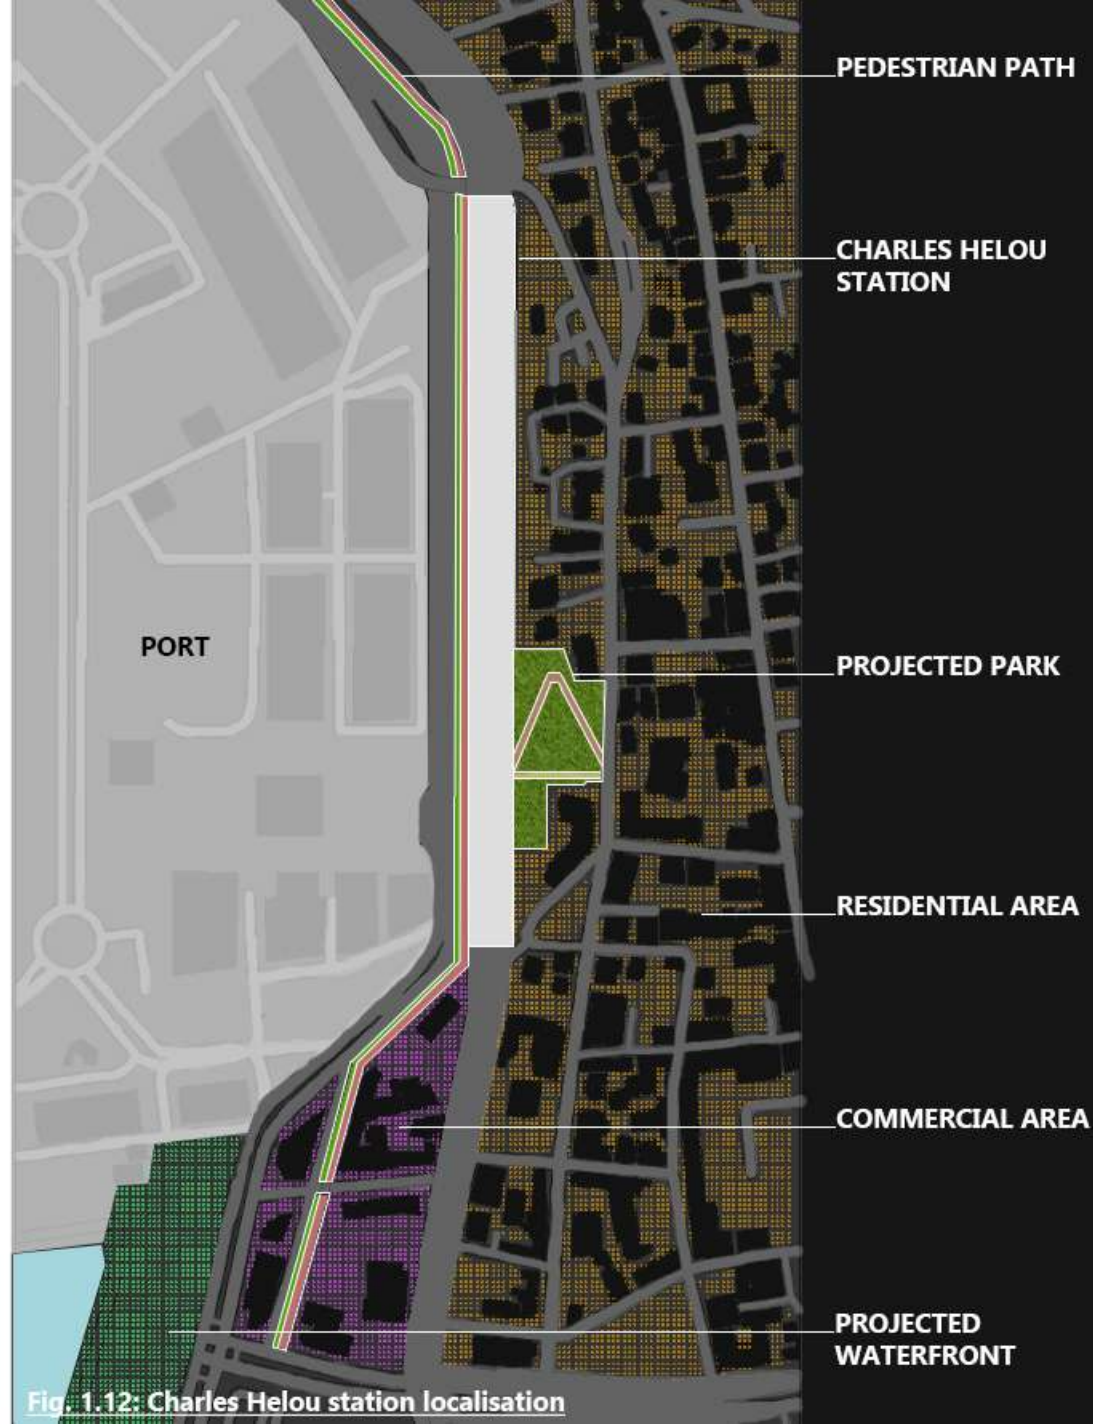 PEDESTRIAN PATH
CHARLES HELOU
STATION
PORT
PROJECTED PARK
RESIDENTIAL AREA
COMMERCIAL AREA
PROJECTED
WATERFRONT
Fig. 1.12: Charles Helou station localisation